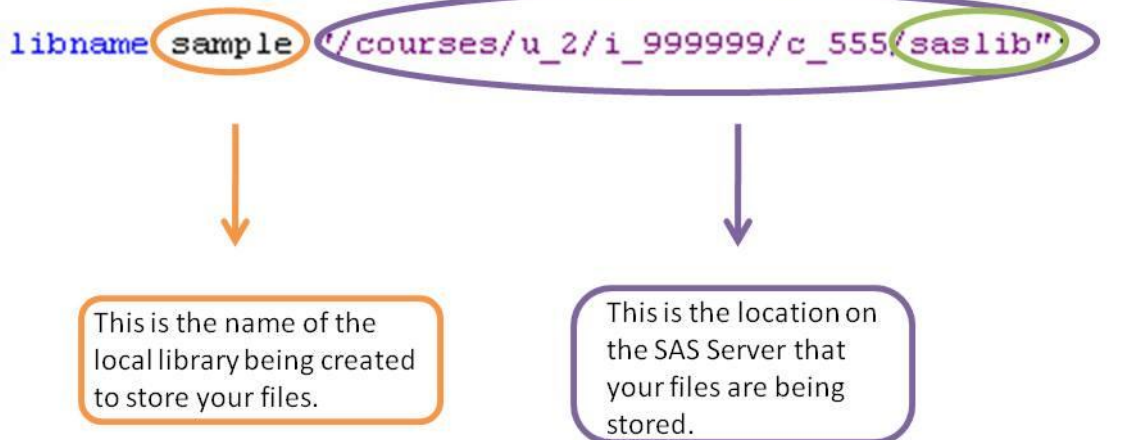 libname sample "/courses/u_2/i_999999/c_555/saslib";
This is the name of the
local library being created
to store your files.
This is the location on
the SAS Server that
your files are being
stored.